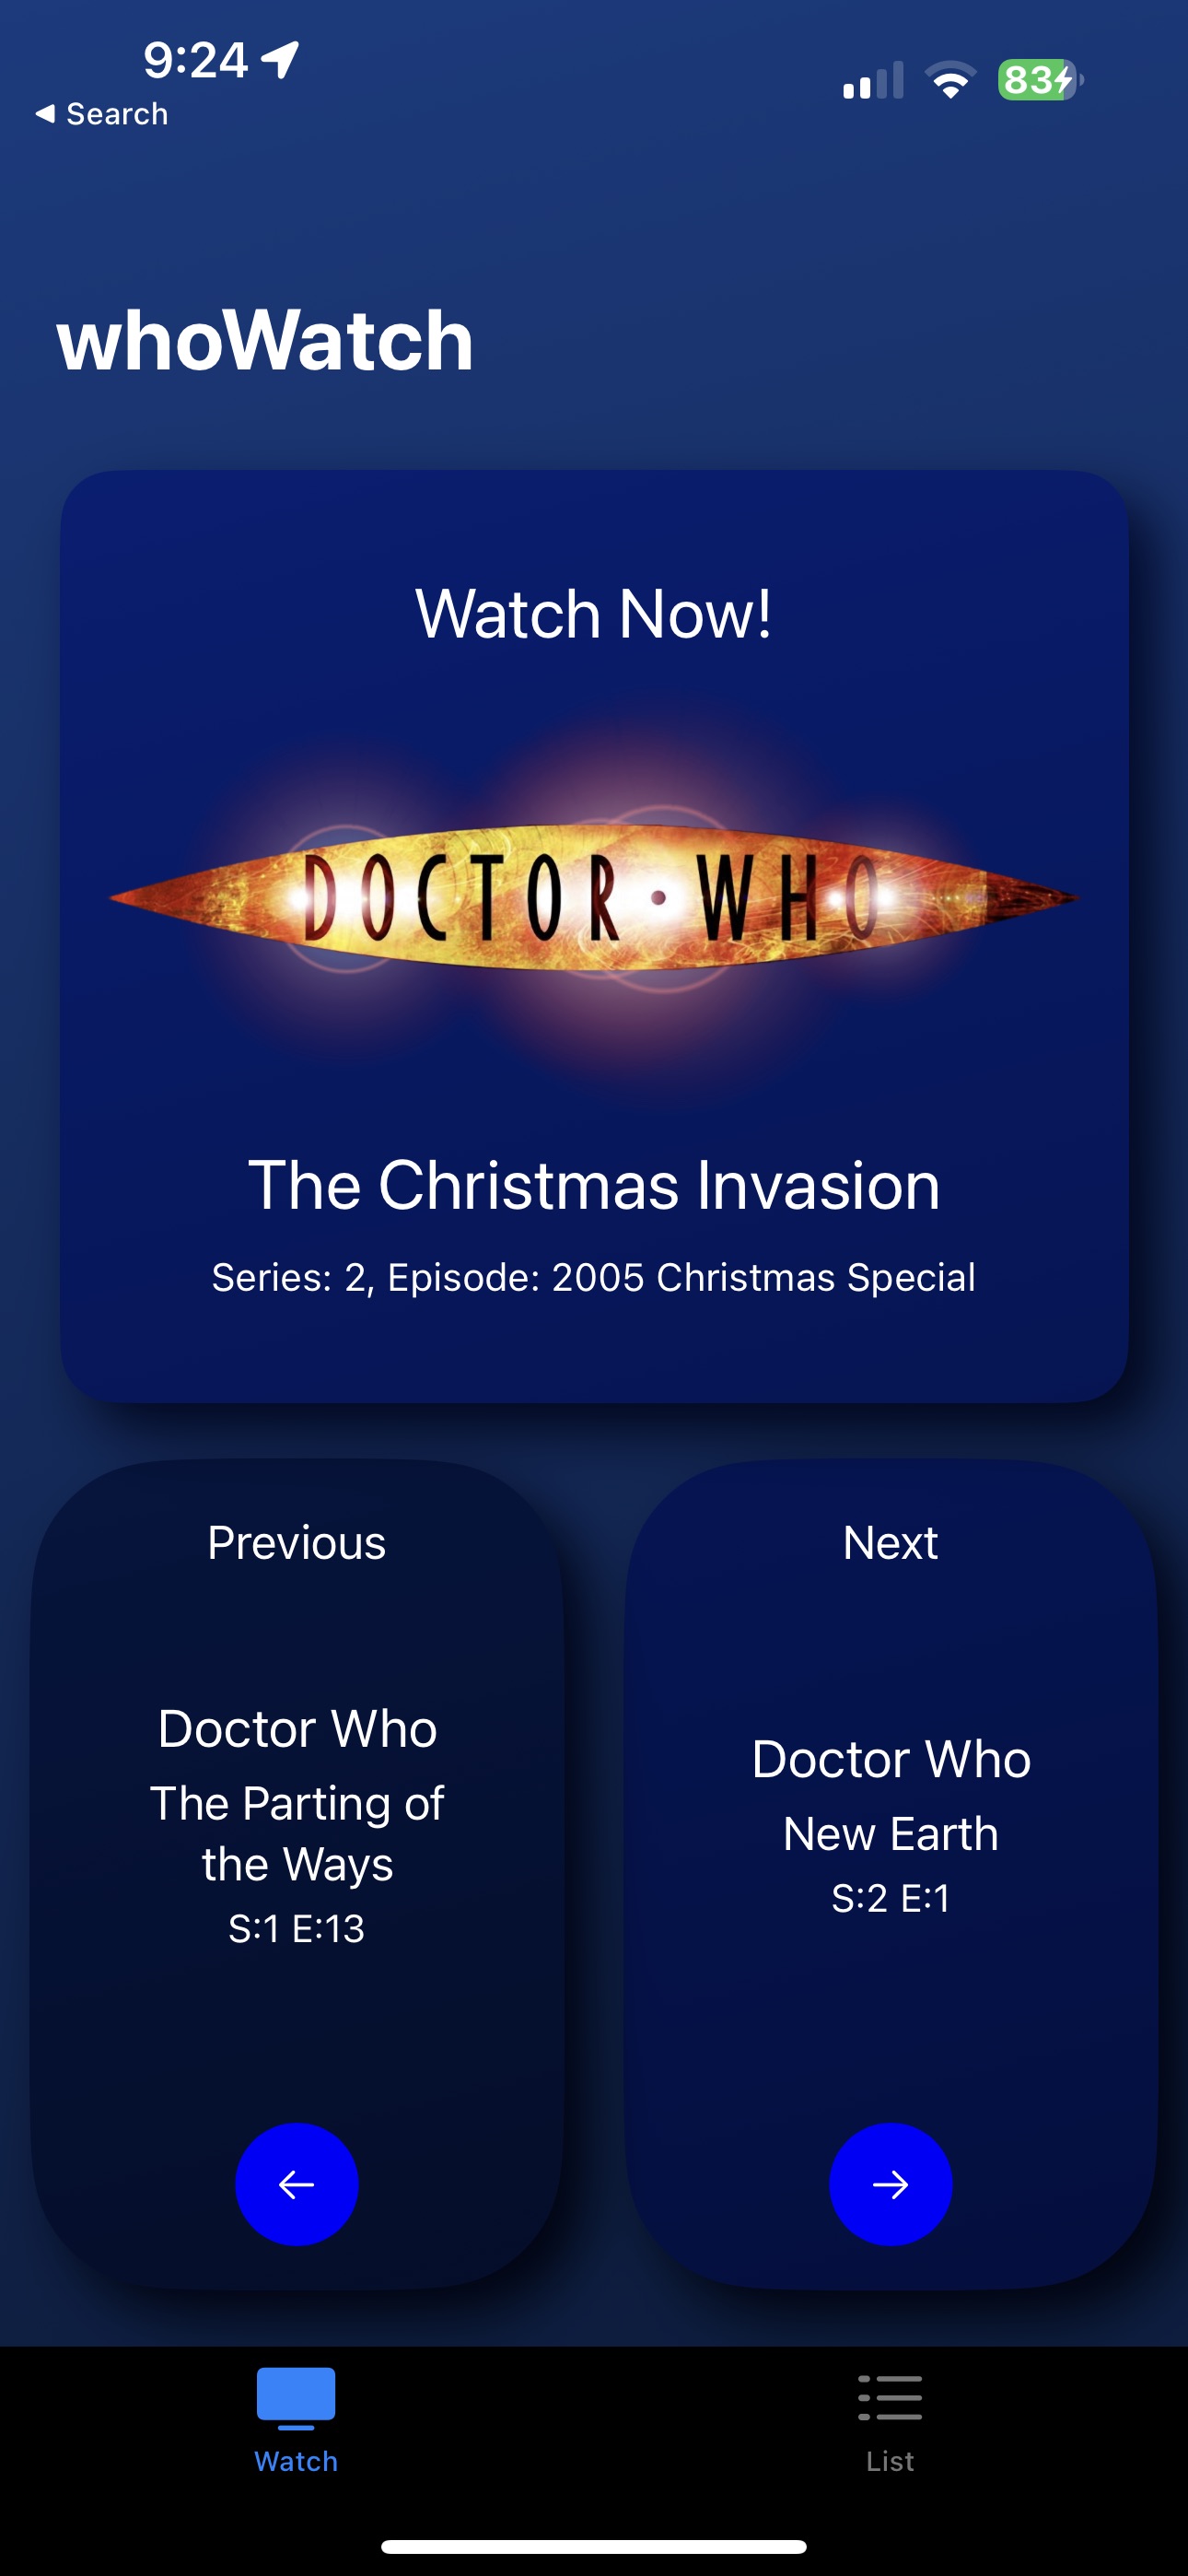 9:24
83
Search
whoWatch
Watch Now!
DOCTOR • WHO
The Christmas Invasion
Series: 2, Episode: 2005 Christmas Special
Previous
Doctor Who
The Parting of
the Ways
S:1 E:13
Next
Doctor Who
New Earth
S:2 E:1
Watch
List